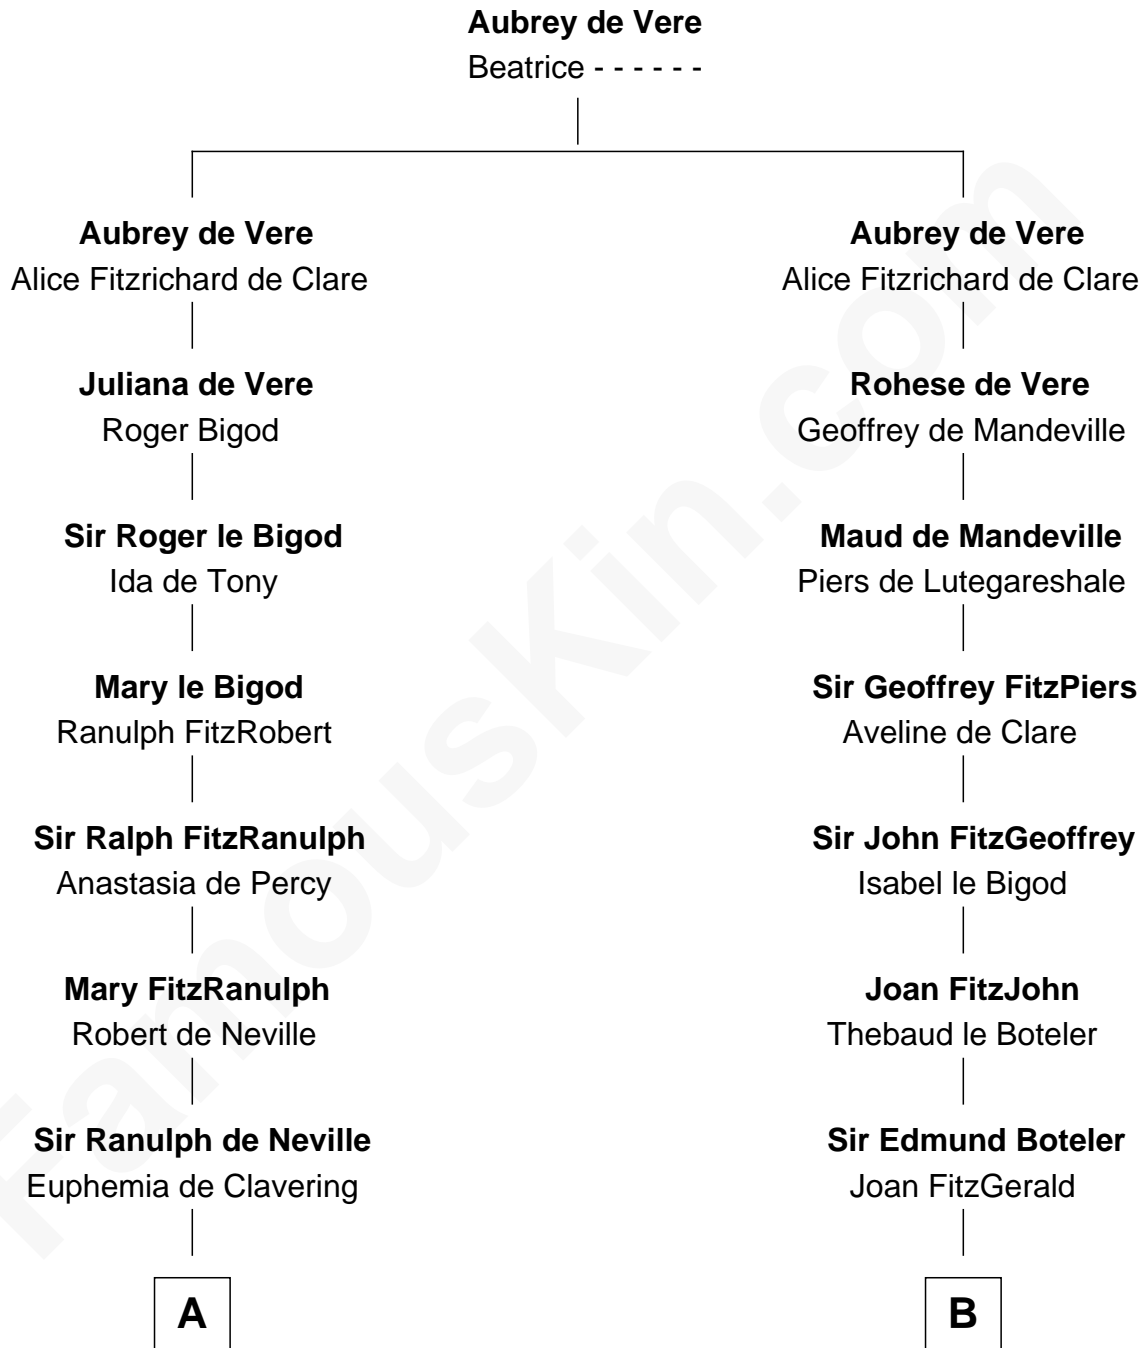 Aubrey de Vere
Beatrice - - - - - -
Aubrey de Vere
Alice Fitzrichard de Clare
Juliana de Vere
Roger Bigod
Sir Roger le Bigod
Ida de Tony
Mary le Bigod
Ranulph FitzRobert
Sir Ralph FitzRanulph
Anastasia de Percy
Mary FitzRanulph
Robert de Neville
Sir Ranulph de Neville
Euphemia de Clavering
A
Aubrey de Vere
Alice Fitzrichard de Clare
Rohese de Vere
Geoffrey de Mandeville
Maud de Mandeville
Piers de Lutegareshale
Sir Geoffrey FitzPiers
Aveline de Clare
Sir John FitzGeoffrey
Isabel le Bigod
Joan FitzJohn
Thebaud le Boteler
Sir Edmund Boteler
Joan FitzGerald
B
FamousKin.com